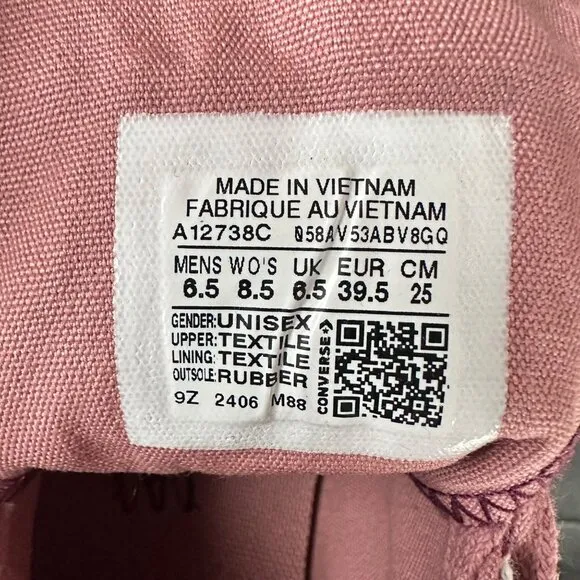 MADE IN VIETNAM
FABRIQUE AU VIETNAM
A12738C 058AV53ABV8GQ
MENS WO'S UK EUR CM
6.5 8.5 6.5 39.5 25
GENDER: UNISEX
UPPER: TEXTILE
LINING: TEXTILE
OUTSOLE: RUBBER
9Z 2406 M88
CONVERSE